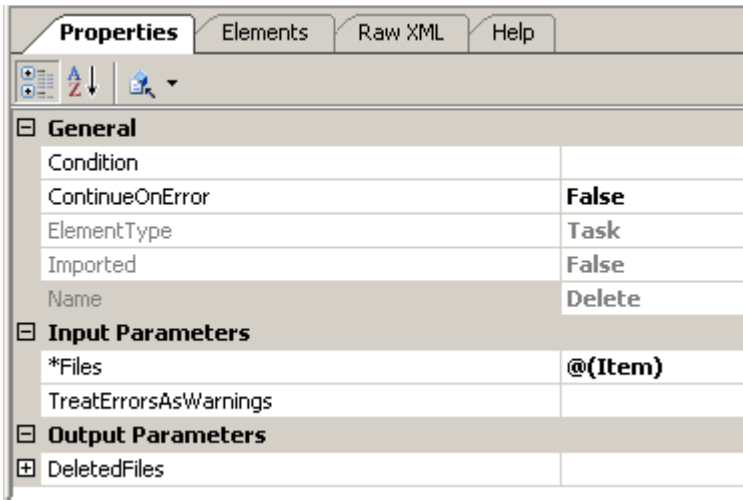 Properties Elements Raw XML Help
A
Z
General
Condition
ContinueOnError False
ElementType Task
Imported False
Name Delete
Input Parameters
*Files @(Item)
TreatErrorsAsWarnings
Output Parameters
DeletedFiles